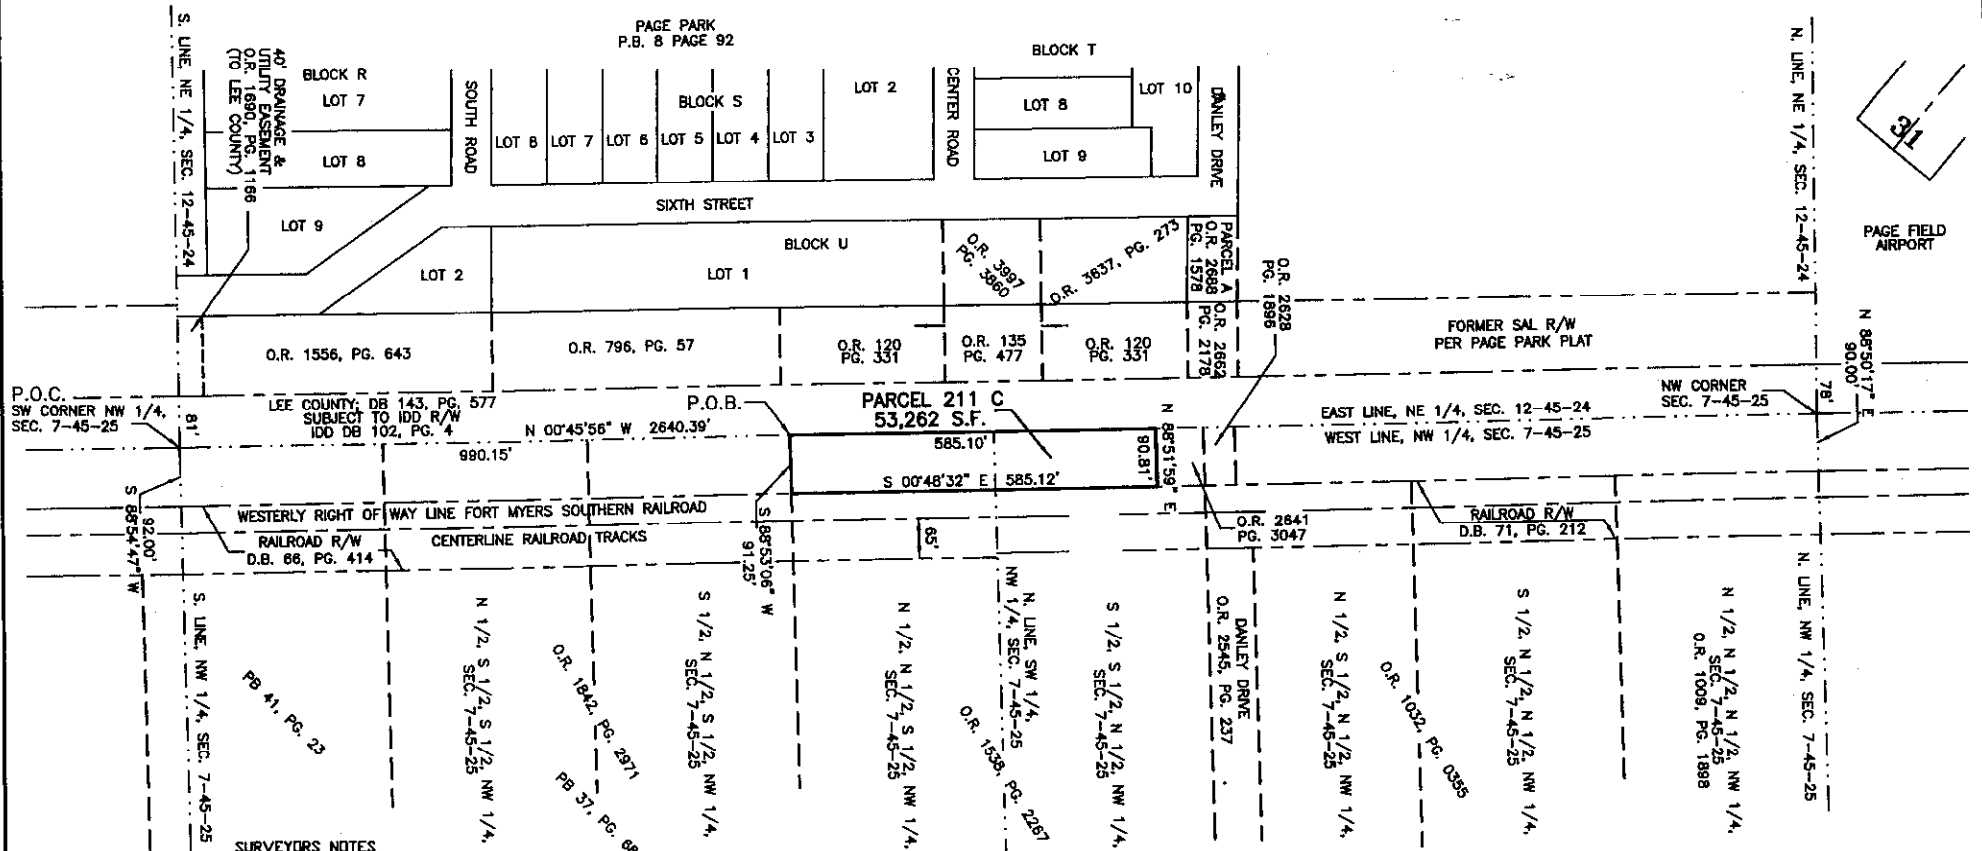 PAGE PARK
P.B. 8 PAGE 92
BLOCK T
S. LINE, NE 1/4, SEC. 12-45-24
40' DRAINAGE &
UTILITY EASEMENT
O.R. 1690, PG. 1166
(TO LEE COUNTY)
BLOCK R
LOT 7
LOT 8
LOT 9
SOUTH ROAD
BLOCK S
LOT 8
LOT 7
LOT 6
LOT 5
LOT 4
LOT 3
LOT 2
CENTER ROAD
LOT 8
LOT 9
LOT 10
DANLEY DRIVE
N. LINE, NE 1/4, SEC. 12-45-24
31
PAGE FIELD
AIRPORT
SIXTH STREET
BLOCK U
LOT 2
LOT 1
O.R. 3997
PG. 3860
O.R. 3637, PG. 273
PARCEL A
O.R. 2688
PG. 1578
O.R. 2662
PG. 2178
O.R. 2628
PG. 1896
O.R. 1556, PG. 643
O.R. 796, PG. 57
O.R. 120
PG. 331
O.R. 135
PG. 477
O.R. 120
PG. 331
FORMER SAL R/W
PER PAGE PARK PLAT
N 88°50'17" E
90.00'
78'
NW CORNER
SEC. 7-45-25
P.O.C.
SW CORNER NW 1/4,
SEC. 7-45-25
81'
LEE COUNTY; DB 143, PG. 577
SUBJECT TO IDD R/W
IDD DB 102, PG. 4
N 00°45'56" W 2640.39'
990.15'
P.O.B.
PARCEL 211 C
53,262 S.F.
585.10'
S 00°48'32" E 585.12'
90.81'
N 88°51'59" E
EAST LINE, NE 1/4, SEC. 12-45-24
WEST LINE, NW 1/4, SEC. 7-45-25
S 88°54'47" W
92.00'
WESTERLY RIGHT OF WAY LINE FORT MYERS SOUTHERN RAILROAD
RAILROAD R/W
D.B. 66, PG. 414
CENTERLINE RAILROAD TRACKS
S 88°53'06" W
91.25'
65'
O.R. 2641
PG. 3047
RAILROAD R/W
D.B. 71, PG. 212
S. LINE, NW 1/4, SEC. 7-45-25
PB 41, PG. 23
N 1/2, S 1/2, S 1/2, NW 1/4,
SEC. 7-45-25
O.R. 1842, PG. 2971
PB 37, PG. 68
S 1/2, N 1/2, S 1/2, NW 1/4,
SEC. 7-45-25
N 1/2, N 1/2, S 1/2, NW 1/4,
SEC. 7-45-25
O.R. 1538, PG. 2267
N. LINE, SW 1/4,
NW 1/4, SEC. 7-45-25
S 1/2, S 1/2, N 1/2, NW 1/4,
SEC. 7-45-25
DANLEY DRIVE
O.R. 2545, PG. 237
N 1/2, S 1/2, N 1/2, NW 1/4,
SEC. 7-45-25
O.R. 1032, PG. 0355
S 1/2, N 1/2, N 1/2, NW 1/4,
SEC. 7-45-25
N 1/2, N 1/2, N 1/2, NW 1/4,
SEC. 7-45-25
O.R. 1009, PG. 1898
N. LINE, NW 1/4, SEC. 7-45-25
SURVEYORS NOTES